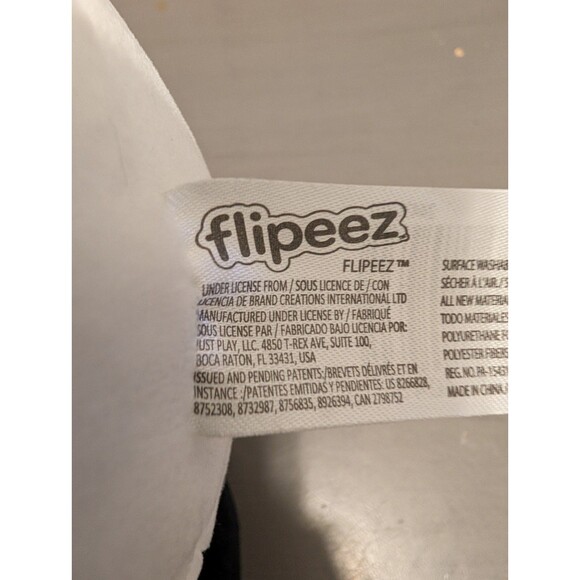 flipeez
FLIPEEZ™
UNDER LICENSE FROM / SOUS LICENCE DE / CON
LICENCIA DE BRAND CREATIONS INTERNATIONAL LTD
MANUFACTURED UNDER LICENSE BY / FABRIQUÉ
SOUS LICENSE PAR / FABRICADO BAJO LICENCIA POR:
JUST PLAY, LLC. 4850 T-REX AVE, SUITE 100,
BOCA RATON, FL 33431, USA
ISSUED AND PENDING PATENTS:/BREVETS DÉLIVRÉS ET EN
INSTANCE :/PATENTES EMITIDAS Y PENDIENTES: US 8266828,
8752308, 8732987, 8756835, 8926394, CAN 2798752
SURFACE WASHAB
SÉCHER À L'AIR. / S
ALL NEW MATERIA
TODO MATERIALES
POLYURETHANE FO
POLYESTER FIBERS
REG. NO. PA-15431
MADE IN CHINA.